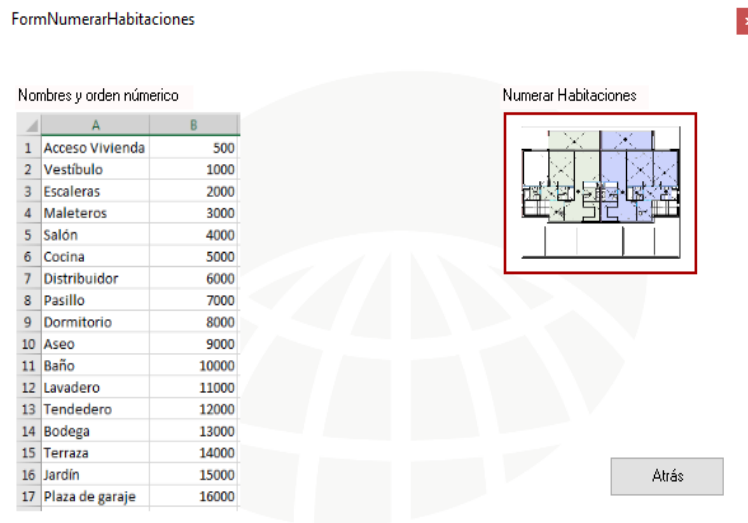 FormNumerarHabitaciones
Nombres y orden númerico
Numerar Habitaciones
A B
1 Acceso Vivienda 500
2 Vestíbulo 1000
3 Escaleras 2000
4 Maleteros 3000
5 Salón 4000
6 Cocina 5000
7 Distribuidor 6000
8 Pasillo 7000
9 Dormitorio 8000
10 Aseo 9000
11 Baño 10000
12 Lavadero 11000
13 Tendedero 12000
14 Bodega 13000
15 Terraza 14000
16 Jardín 15000
17 Plaza de garaje 16000
Atrás